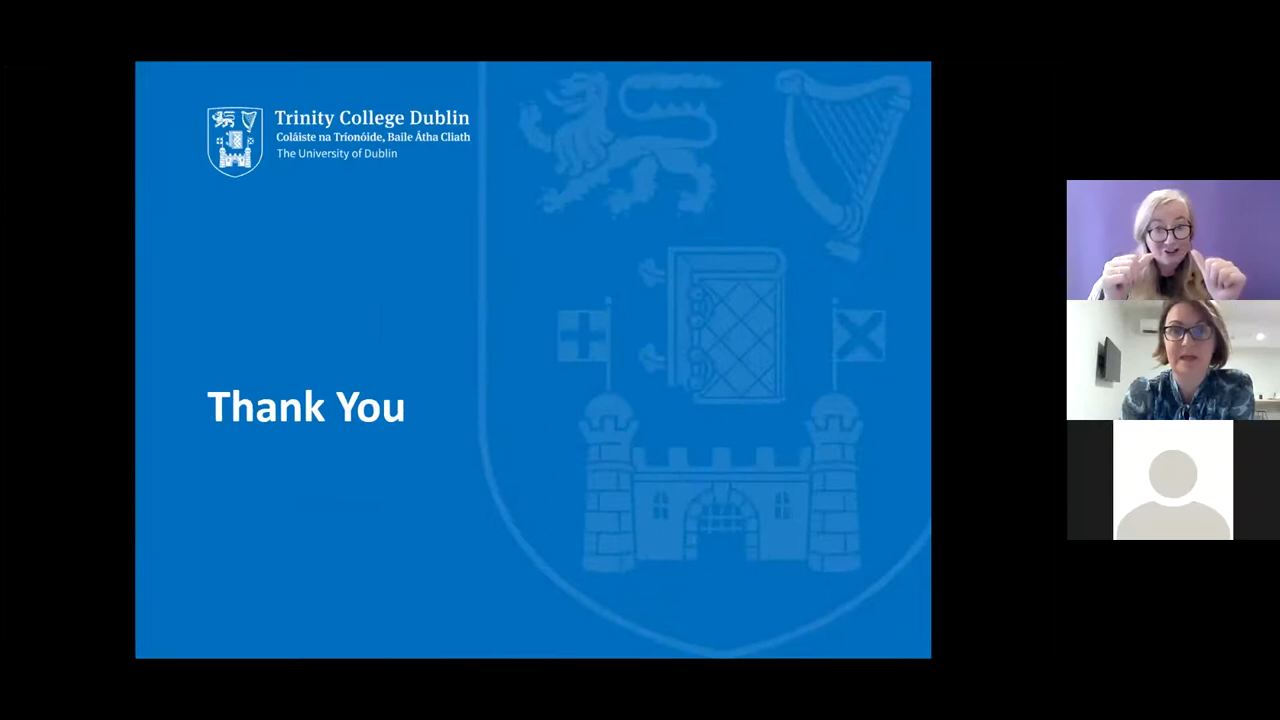 Trinity College Dublin
Coláiste na Tríonóide, Baile Átha Cliath
The University of Dublin
Thank You